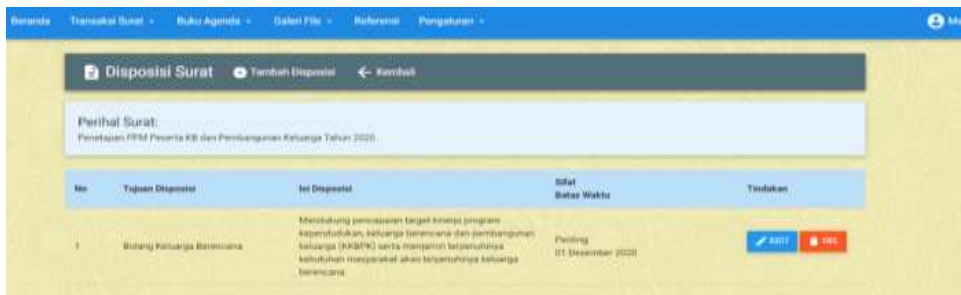 Beranda Transaksi Surat Buku Agenda Galeri File Referensi Pengaturan
Disposisi Surat Tambah Disposisi Kembali
Perihal Surat:
Penetapan PPM Peserta KB dan Pembangunan Keluarga Tahun 2020
No Tujuan Disposisi Isi Disposisi Sifat Batas Waktu Tindakan
Mendukung pencapaian target kinerja program
kependudukan, keluarga berencana dan pembangunan
1 Bidang Keluarga Berencana keluarga (KKBPK) serta menjamin terpenuhinya Penting EDIT DEL
kebutuhan masyarakat akan terpenuhinya keluarga 01 Desember 2020
berencana.